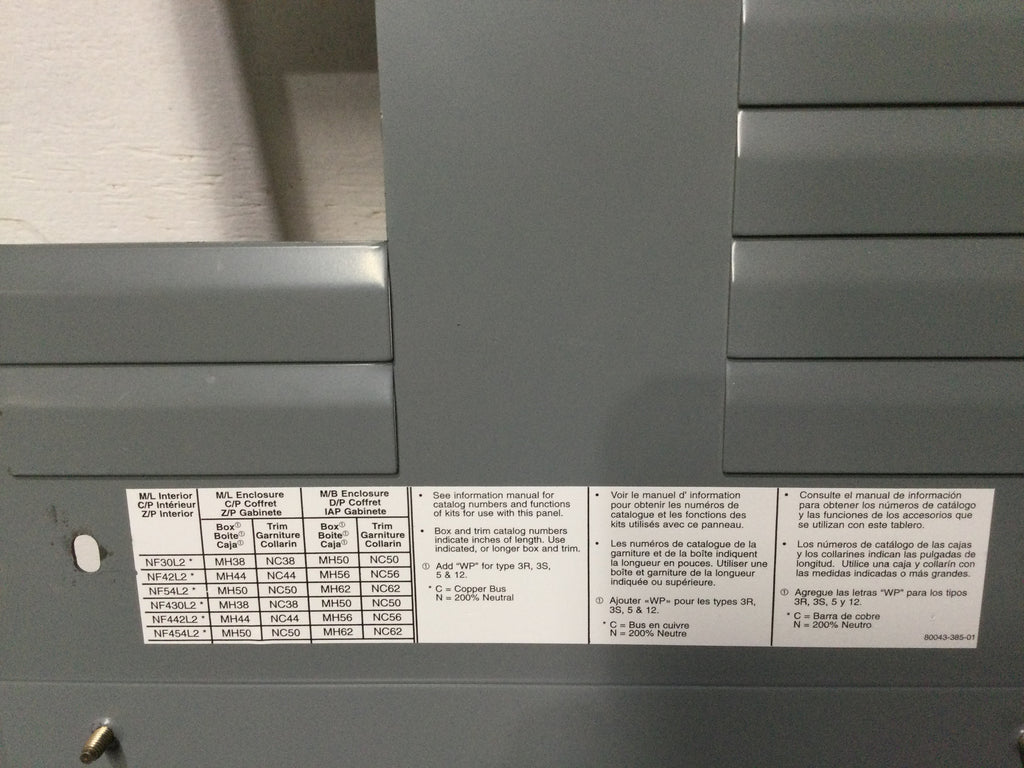 M/L Interior
C/P Intérieur
Z/P Interior
M/L Enclosure
C/P Coffret
Z/P Gabinete
M/B Enclosure
D/P Coffret
IAP Gabinete
Box①
Boite①
Caja①
Trim
Garniture
Collarin
Box①
Boite①
Caja①
Trim
Garniture
Collarin
NF30L2 * MH38 NC38 MH50 NC50
NF42L2 * MH44 NC44 MH56 NC56
NF54L2 * MH50 NC50 MH62 NC62
NF430L2 * MH38 NC38 MH50 NC50
NF442L2 * MH44 NC44 MH56 NC56
NF454L2 * MH50 NC50 MH62 NC62
• See information manual for
catalog numbers and functions
of kits for use with this panel.
• Box and trim catalog numbers
indicate inches of length. Use
indicated, or longer box and trim.
① Add "WP" for type 3R, 3S,
5 & 12.
* C = Copper Bus
N = 200% Neutral
• Voir le manuel d' information
pour obtenir les numéros de
catalogue et les fonctions des
kits utilisés avec ce panneau.
• Les numéros de catalogue de la
garniture et de la boîte indiquent
la longueur en pouces. Utiliser une
boîte et garniture de la longueur
indiquée ou supérieure.
① Ajouter «WP» pour les types 3R,
3S, 5 & 12.
* C = Bus en cuivre
N = 200% Neutre
• Consulte el manual de información
para obtener los números de catálogo
y las funciones de los accesorios que
se utilizan con este tablero.
• Los números de catálogo de las cajas
y los collarines indican las pulgadas de
longitud. Utilice una caja y collarín con
las medidas indicadas o más grandes.
① Agregue las letras "WP" para los tipos
3R, 3S, 5 y 12.
* C = Barra de cobre
N = 200% Neutro
80043-385-01